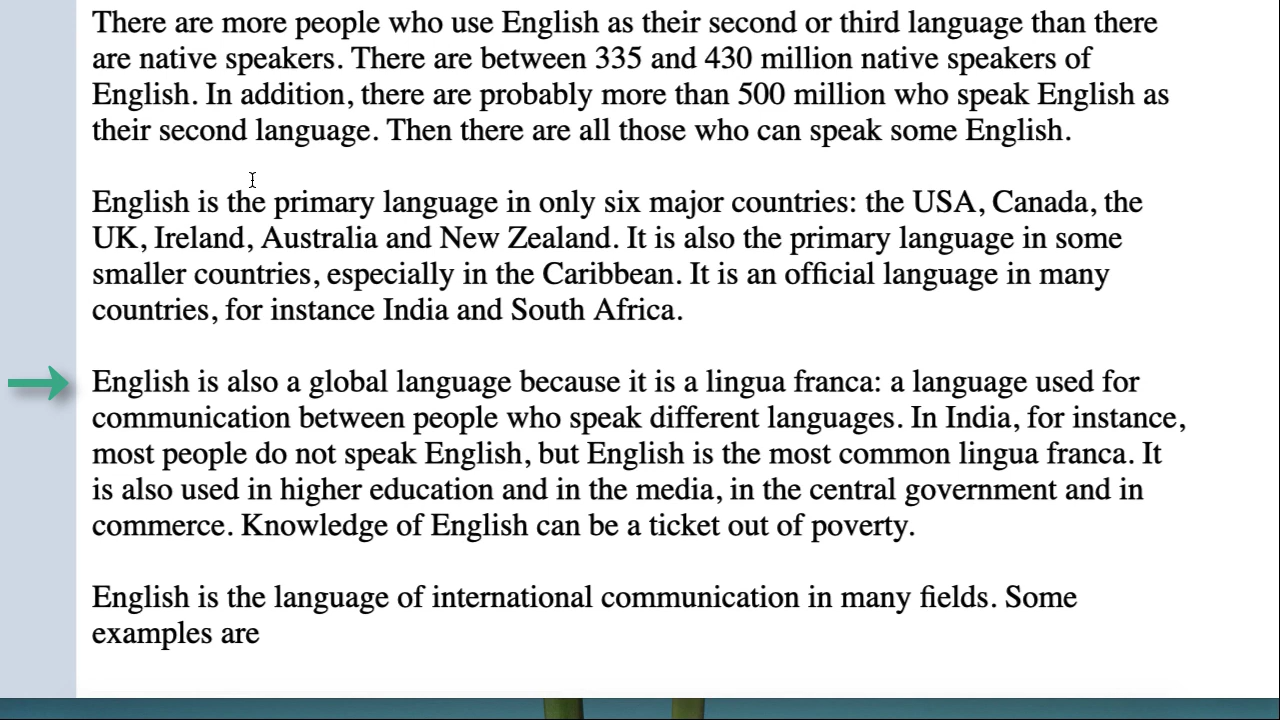 There are more people who use English as their second or third language than there
are native speakers. There are between 335 and 430 million native speakers of
English. In addition, there are probably more than 500 million who speak English as
their second language. Then there are all those who can speak some English.
English is the primary language in only six major countries: the USA, Canada, the
UK, Ireland, Australia and New Zealand. It is also the primary language in some
smaller countries, especially in the Caribbean. It is an official language in many
countries, for instance India and South Africa.
English is also a global language because it is a lingua franca: a language used for
communication between people who speak different languages. In India, for instance,
most people do not speak English, but English is the most common lingua franca. It
is also used in higher education and in the media, in the central government and in
commerce. Knowledge of English can be a ticket out of poverty.
English is the language of international communication in many fields. Some
examples are